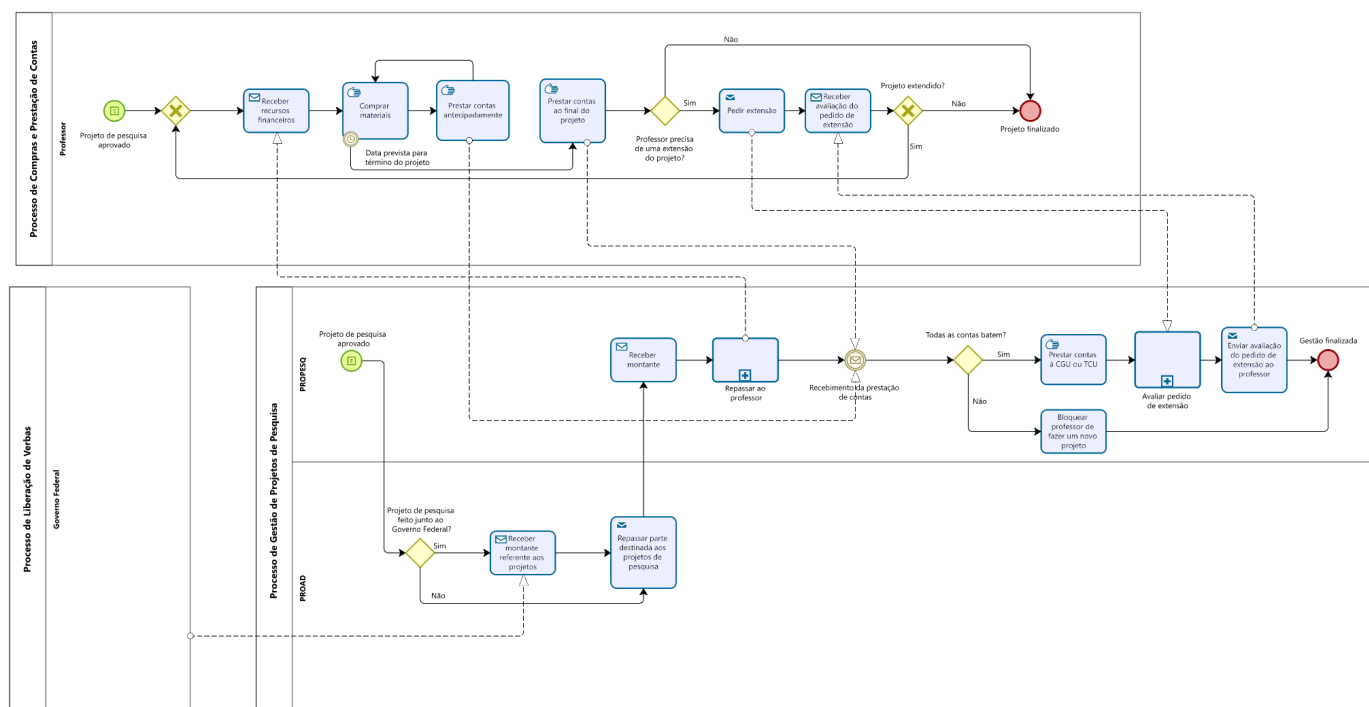 Processo de Compras e Prestação de Contas
Professor
Projeto de pesquisa
aprovado
Receber
recursos
financeiros
Comprar
materiais
Data prevista para
término do projeto
Prestar contas
antecipadamente
Prestar contas
ao final do
projeto
Professor precisa
de uma extensão
do projeto?
Não
Sim
Pedir extensão
Receber
avaliação do
pedido de
extensão
Projeto extendido?
Não
Sim
Projeto finalizado
Processo de Liberação de Verbas
Governo Federal
Processo de Gestão de Projetos de Pesquisa
PROPESQ
Projeto de pesquisa
aprovado
Receber
montante
Repassar ao
professor
Recebimento da prestação
de contas
Todas as contas batem?
Sim
Não
Prestar contas
à CGU ou TCU
Bloquear
professor de
fazer um novo
projeto
Avaliar pedido
de extensão
Enviar avaliação
do pedido de
extensão ao
professor
Gestão finalizada
PROAD
Projeto de pesquisa
feito junto ao
Governo Federal?
Sim
Não
Receber
montante
referente aos
projetos
Repassar parte
destinada aos
projetos de
pesquisa